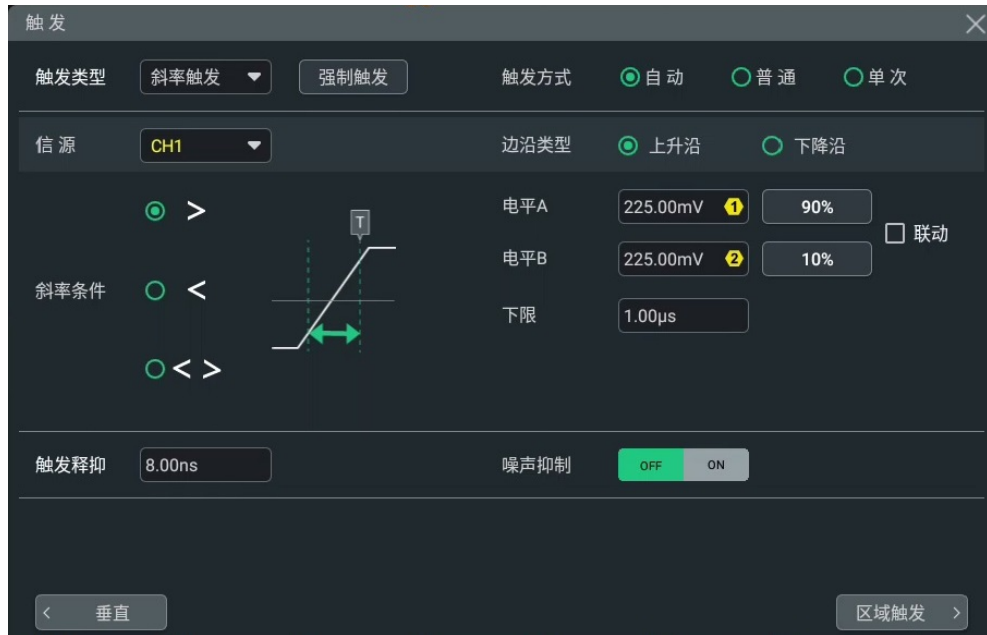 触发
触发类型 斜率触发 强制触发 触发方式 自动 普通 单次
信源 CH1 边沿类型 上升沿 下降沿
> T 电平A 225.00mV 1 90%
联动
电平B 225.00mV 2 10%
斜率条件 < 下限 1.00µs
< >
触发释抑 8.00ns 噪声抑制 OFF ON
< 垂直 区域触发 >